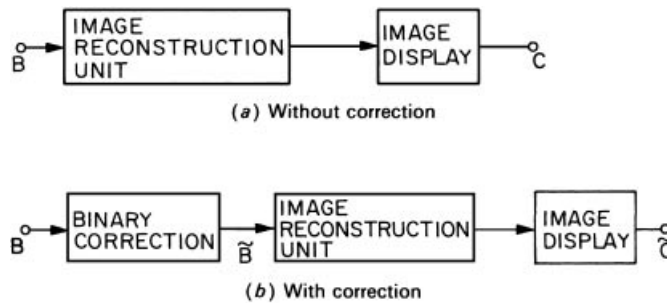 IMAGE
RECONSTRUCTION
UNIT
IMAGE
DISPLAY
B
C
(a) Without correction
BINARY
CORRECTION
IMAGE
RECONSTRUCTION
UNIT
IMAGE
DISPLAY
B
B̃
C̃
(b) With correction